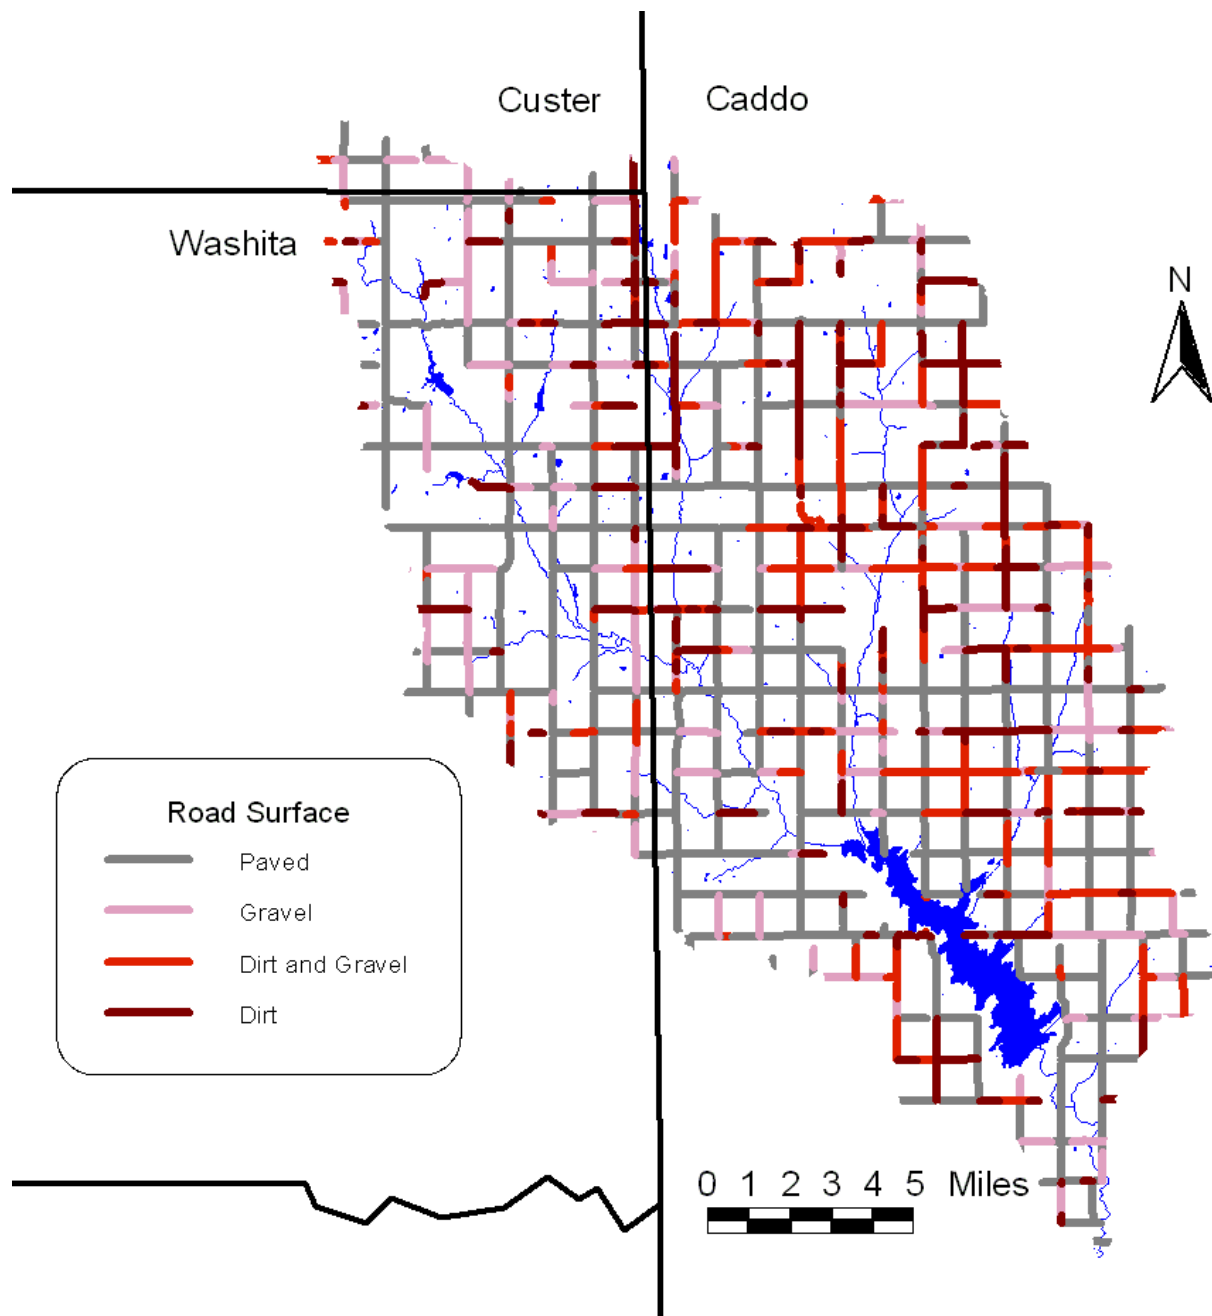 Custer Caddo
Washita
N
Road Surface
Paved
Gravel
Dirt and Gravel
Dirt
0 1 2 3 4 5 Miles